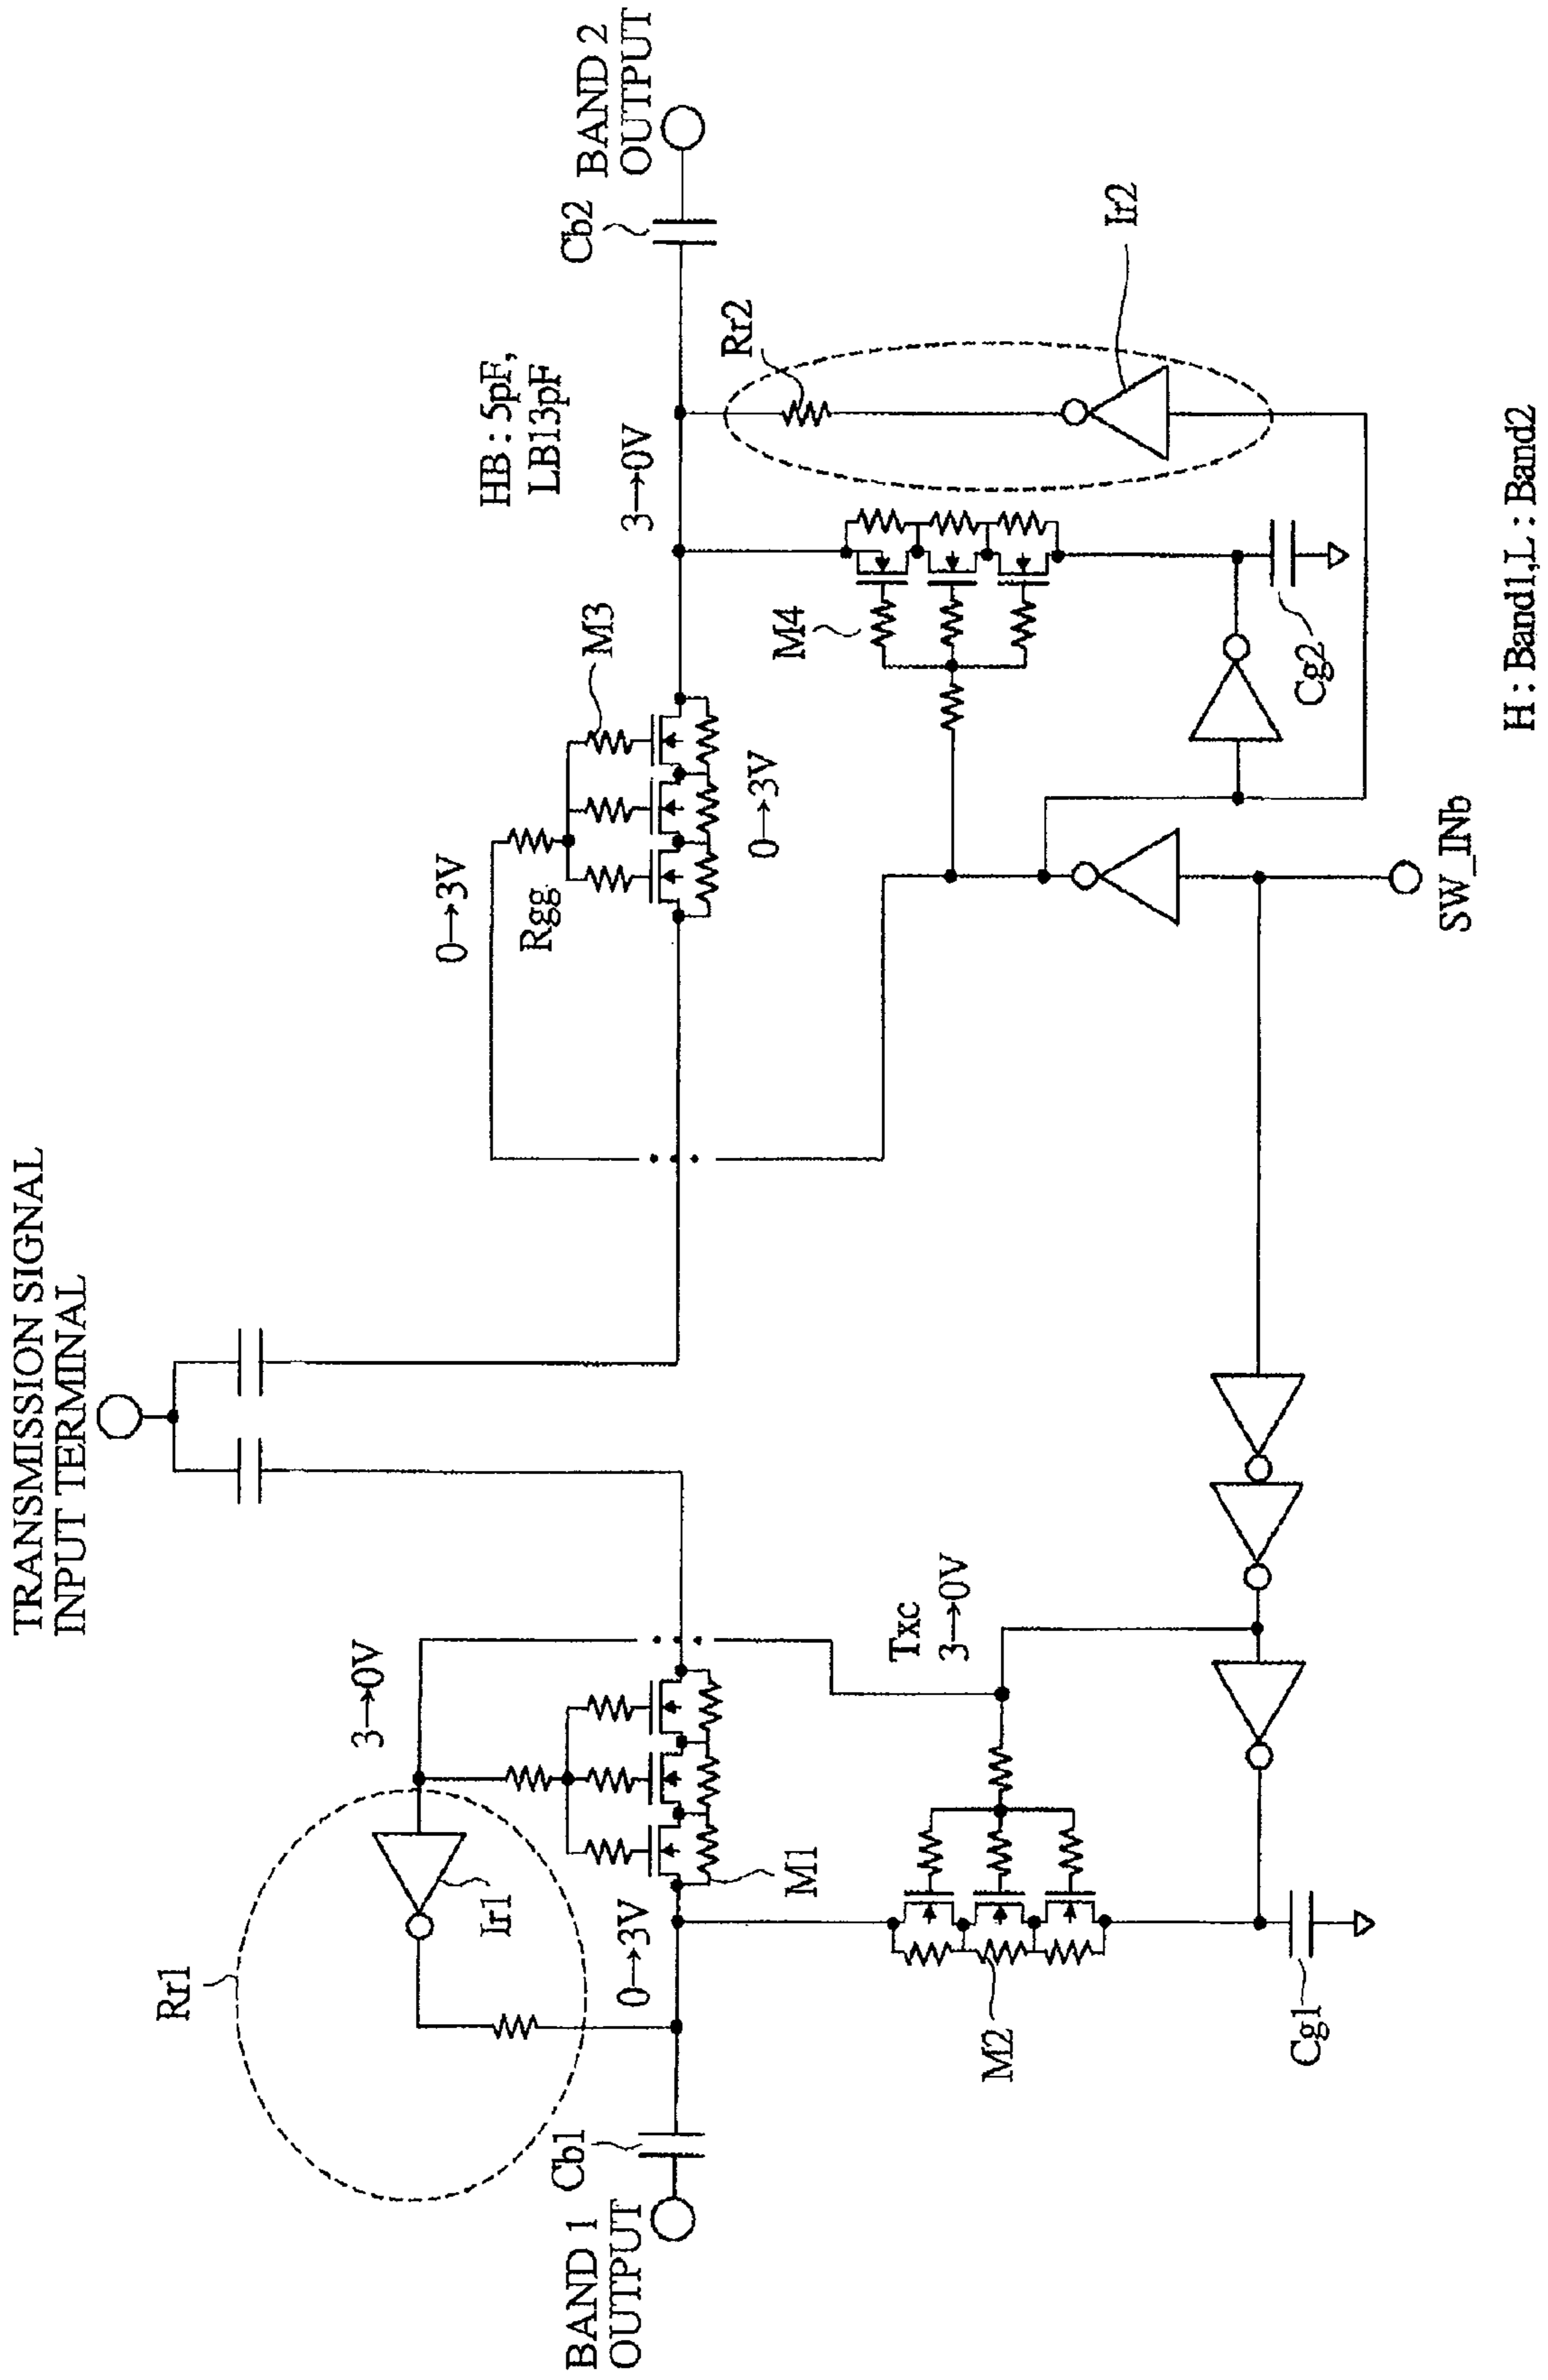 TRANSMISSION SIGNAL
INPUT TERMINAL
BAND 1
OUTPUT
Cb1
Rr1
Ir1
3→0V
0→3V
M1
M2
Cg1
Txc
3→0V
0→3V
Rgg
M3
0→3V
HB : 5pF,
LB13pF
3→0V
Cb2
BAND 2
OUTPUT
Rr2
Ir2
M4
Cg2
SW_INb
H : Band1,L : Band2